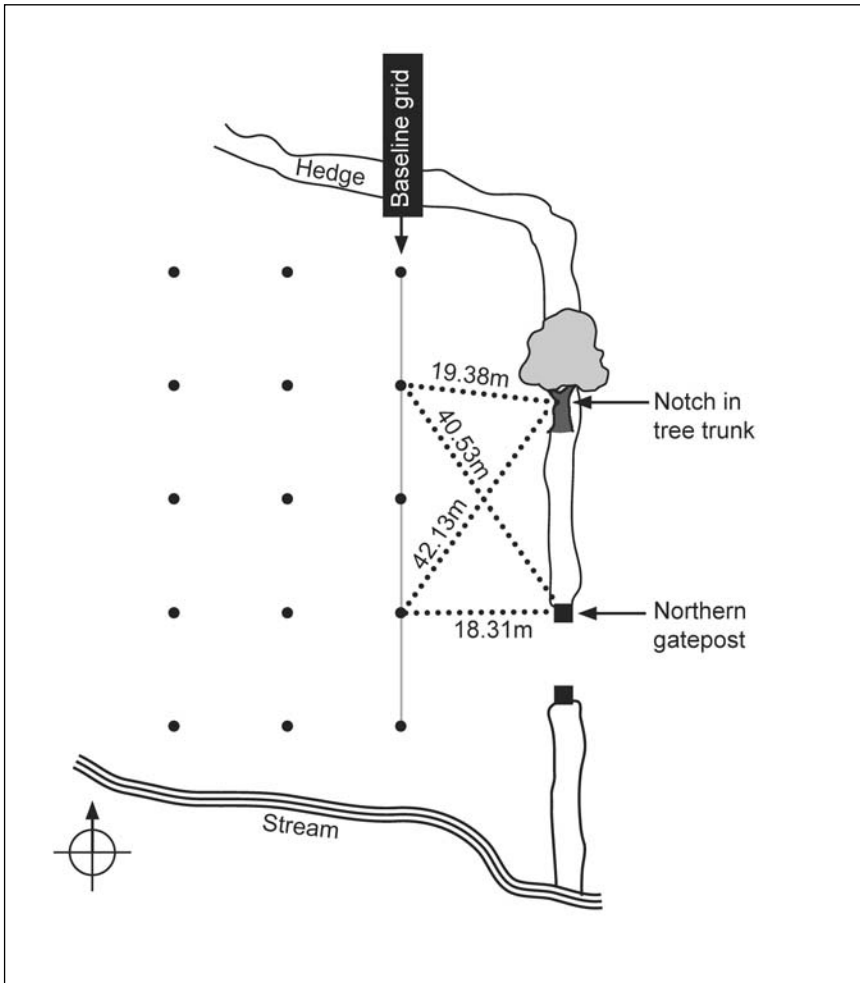 Baseline grid
Hedge
19.38m
Notch in
tree trunk
40.53m
42.13m
18.31m
Northern
gatepost
Stream